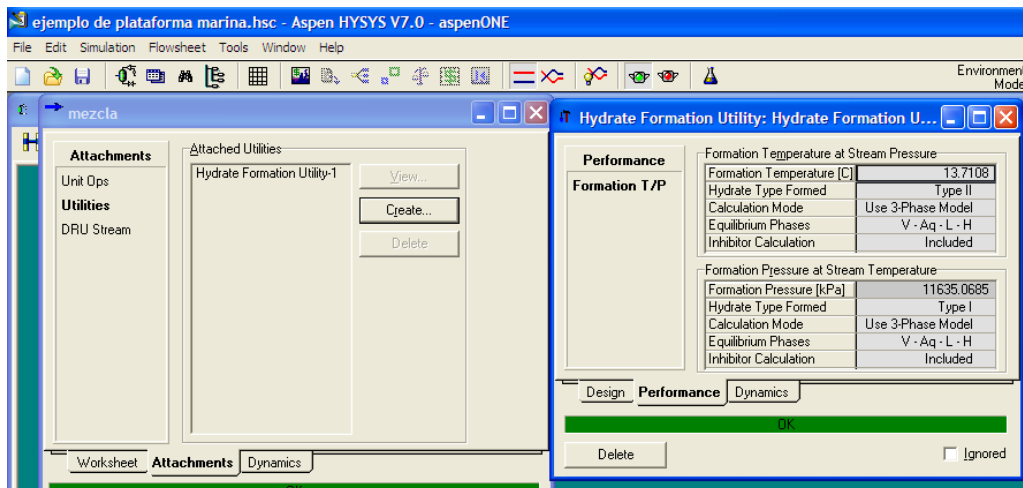 ejemplo de plataforma marina.hsc - Aspen HYSYS V7.0 - aspenONE
File Edit Simulation Flowsheet Tools Window Help
Environment
Mode
mezcla
Attachments
Unit Ops
Utilities
DRU Stream
Attached Utilities
Hydrate Formation Utility-1
View...
Create...
Delete
Worksheet Attachments Dynamics
Hydrate Formation Utility: Hydrate Formation U...
Performance
Formation T/P
Formation Temperature at Stream Pressure
Formation Temperature [C] 13.7108
Hydrate Type Formed Type II
Calculation Mode Use 3-Phase Model
Equilibrium Phases V - Aq - L - H
Inhibitor Calculation Included
Formation Pressure at Stream Temperature
Formation Pressure [kPa] 11635.0685
Hydrate Type Formed Type I
Calculation Mode Use 3-Phase Model
Equilibrium Phases V - Aq - L - H
Inhibitor Calculation Included
Design Performance Dynamics
OK
Delete Ignored